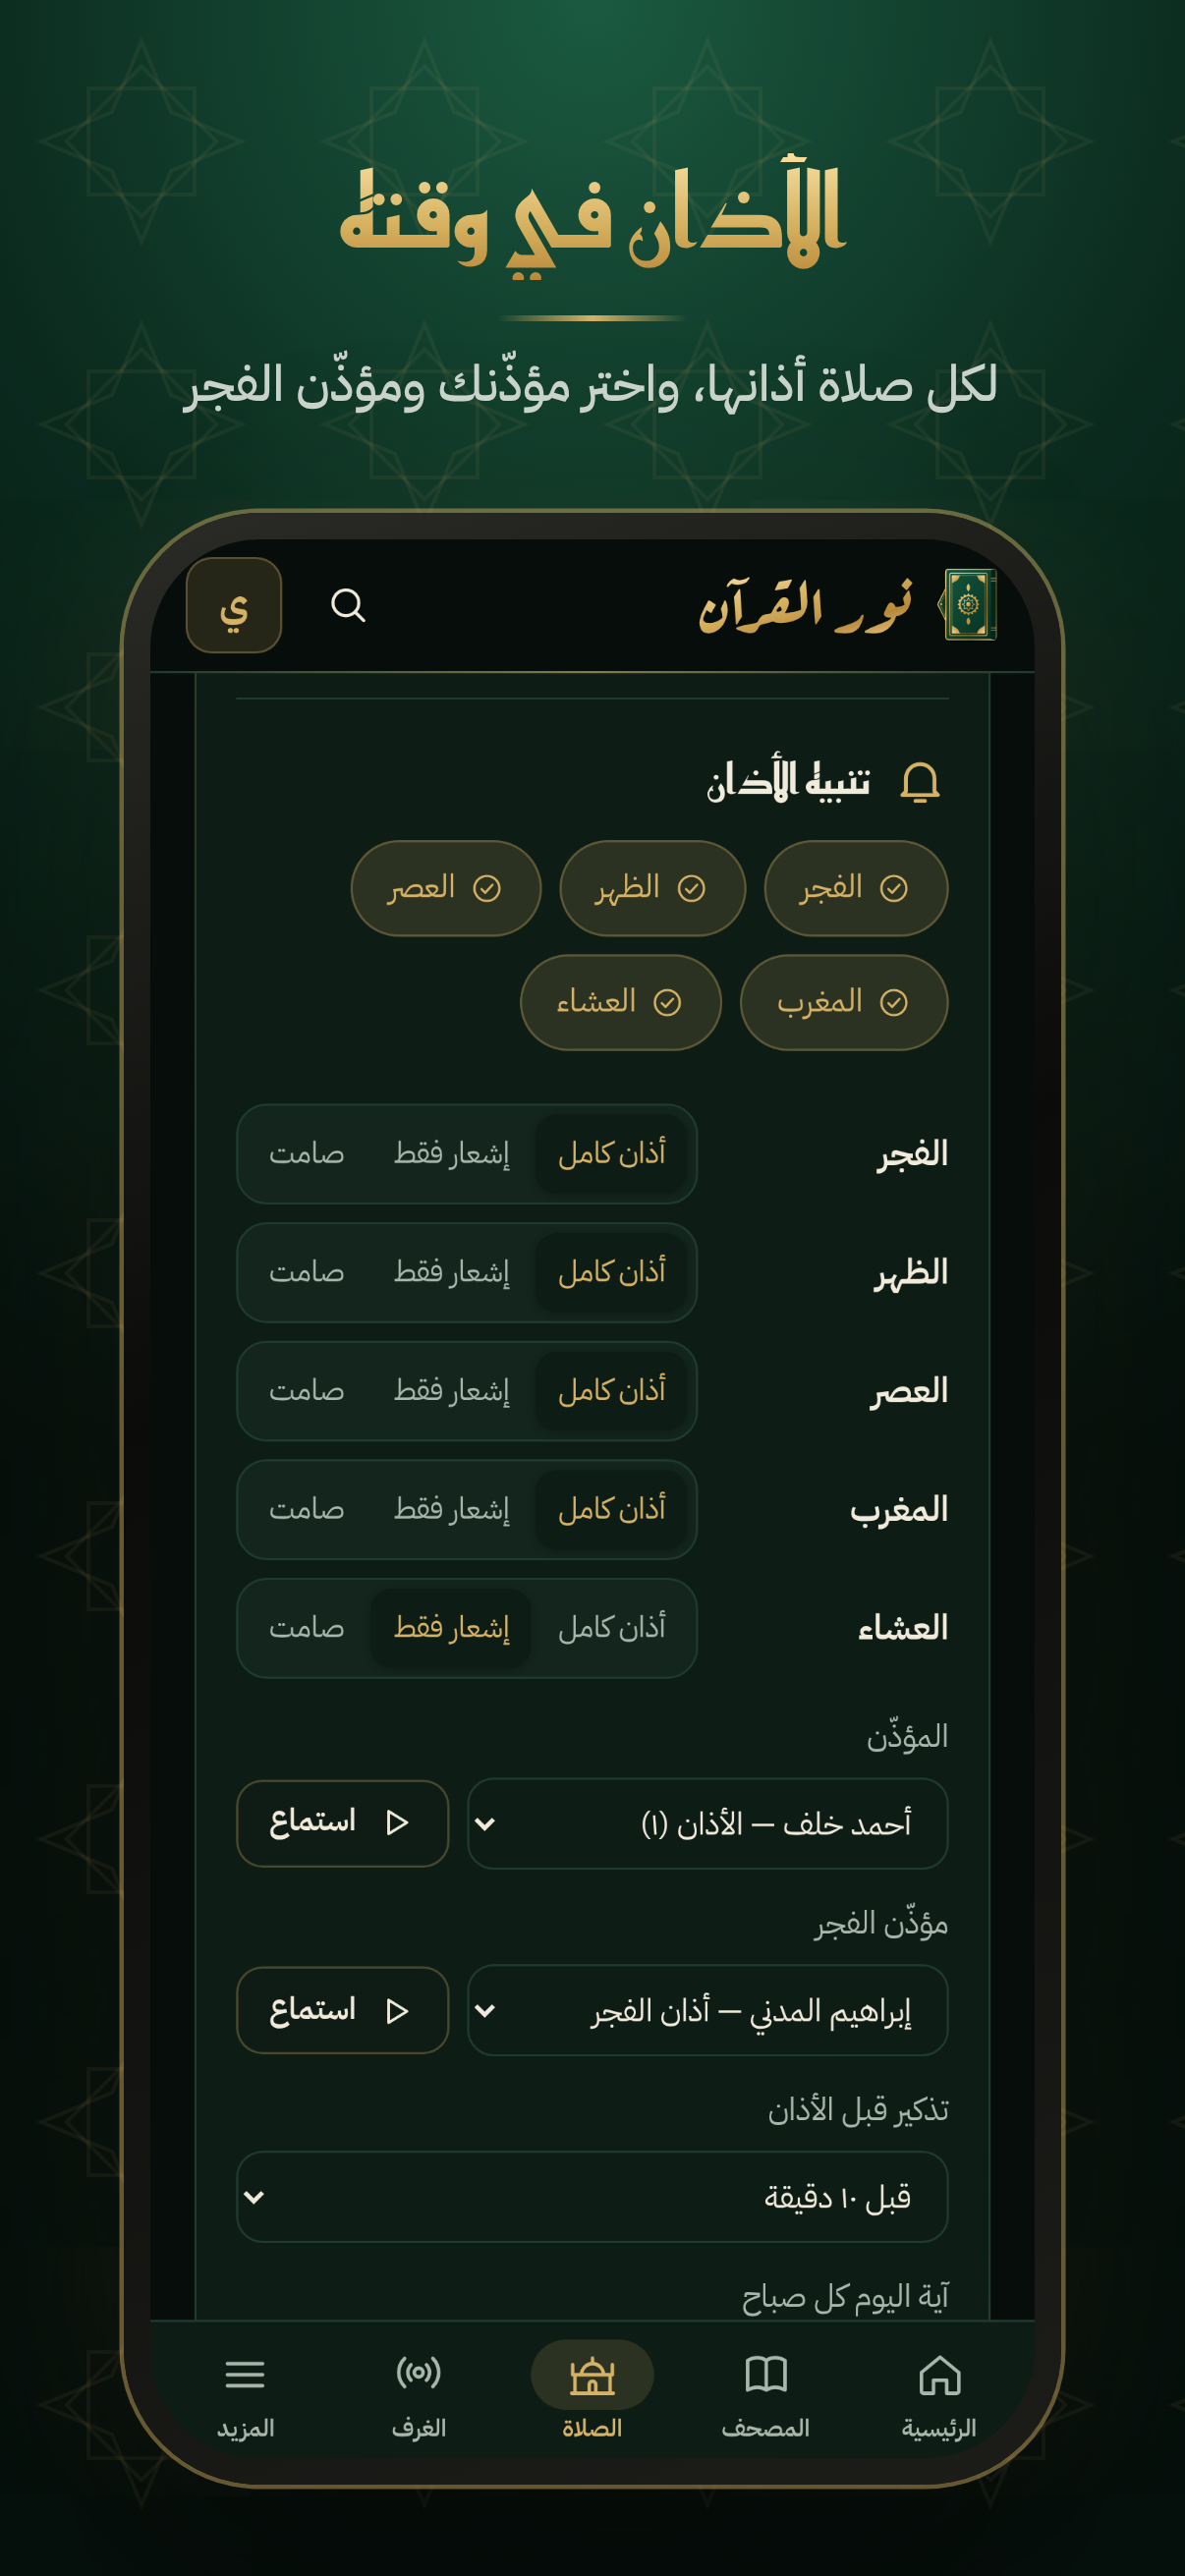 الأذان في وقته
لكل صلاة أذانها، واختر مؤذّنك ومؤذّن الفجر
نور القرآن
ي
تنبيه الأذان
الفجر
الظهر
العصر
المغرب
العشاء
الفجر أذان كامل إشعار فقط صامت
الظهر أذان كامل إشعار فقط صامت
العصر أذان كامل إشعار فقط صامت
المغرب أذان كامل إشعار فقط صامت
العشاء أذان كامل إشعار فقط صامت
المؤذّن
أحمد خلف — الأذان (١) استماع
مؤذّن الفجر
إبراهيم المدني — أذان الفجر استماع
تذكير قبل الأذان
قبل ١٠ دقيقة
آية اليوم كل صباح
الرئيسية المصحف الصلاة الغرف المزيد